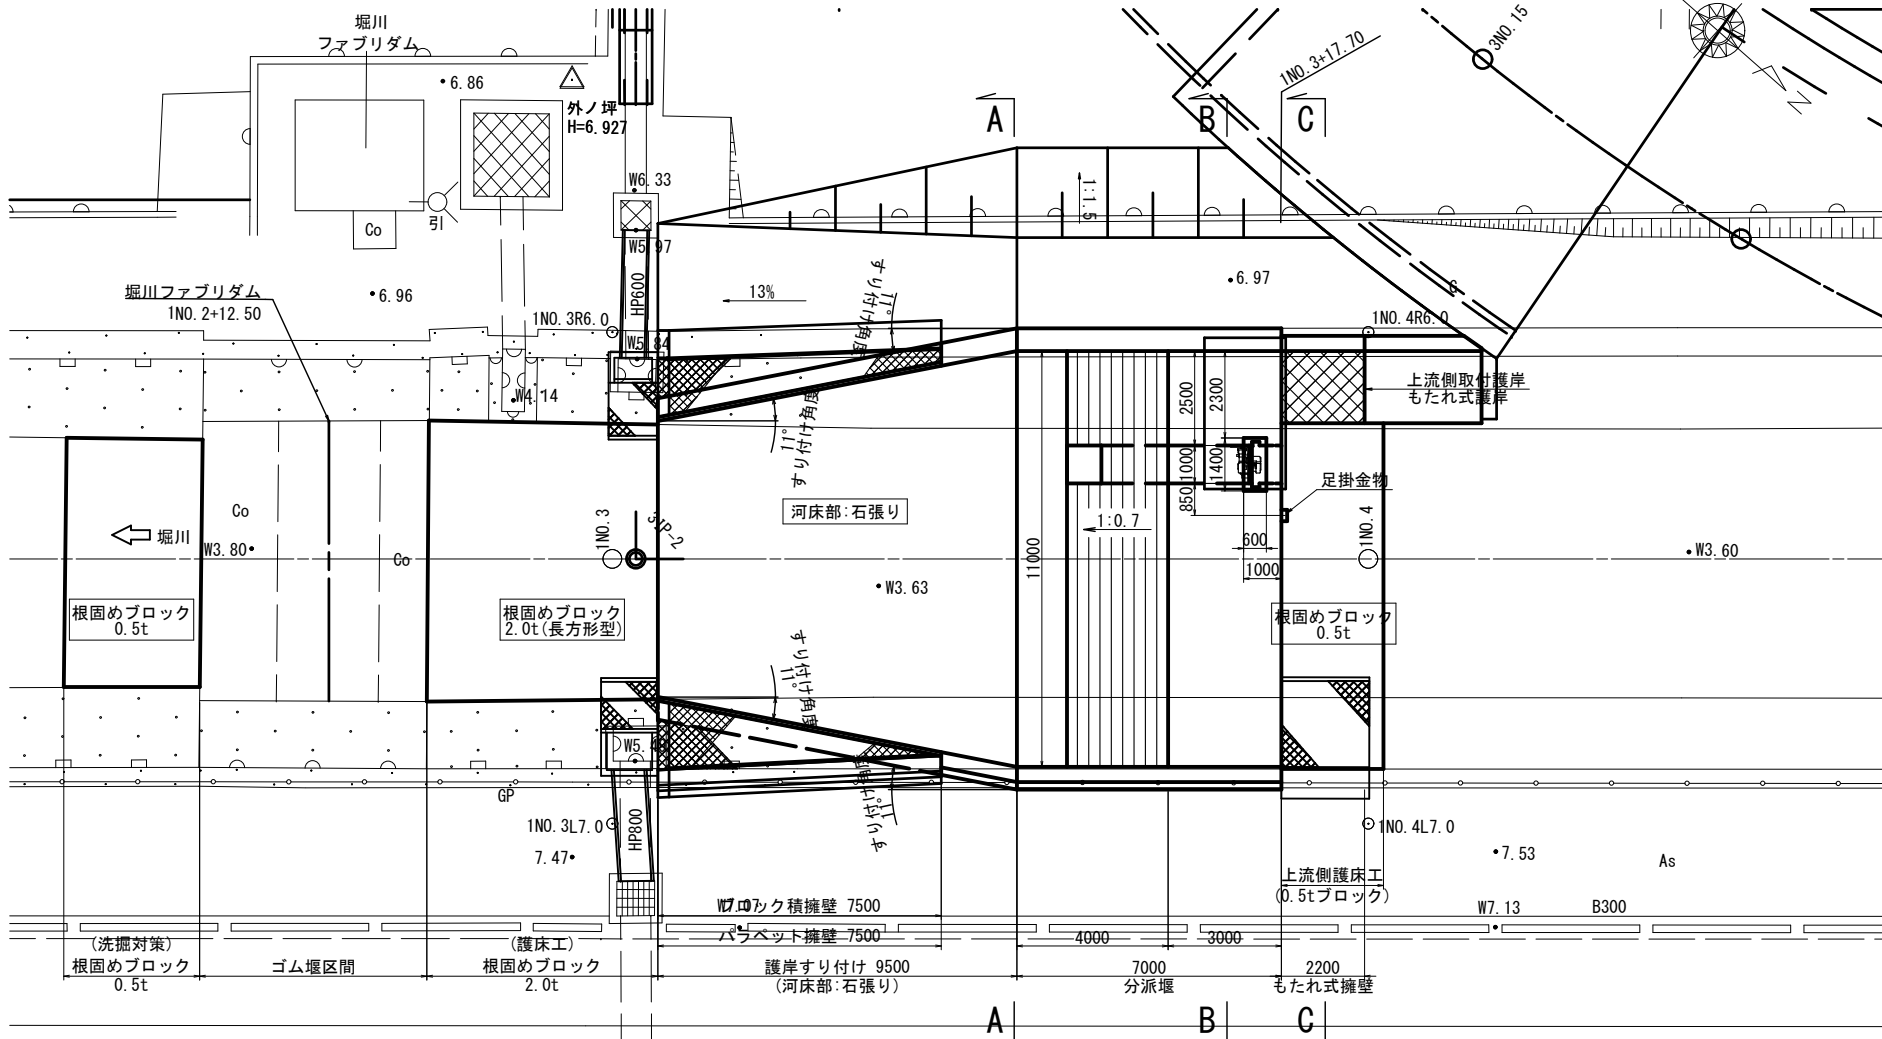 堀川
ファブリダム
6.86
外ノ坪
H=6.927
1NO.3+17.70
3NO.15
N
A
B
C
W6.33
1:1.5
Co
引
W5.97
HP600
13%
すり付け角度
11°
6.97
G
6.96
堀川ファブリダム
1NO.2+12.50
1NO.3R6.0
1NO.4R6.0
W5.84
W4.14
上流側取付護岸
もたれ式護岸
2500
2300
1000
1400
850
足掛金物
11°
すり付け角度
河床部:石張り
1:0.7
Co
堀川
W3.80
Co
1NO.3
3IP-2
11000
600
1000
1NO.4
W3.60
W3.63
根固めブロック
0.5t
根固めブロック
2.0t(長方形型)
根固めブロック
0.5t
すり付け角度
11°
GP
1NO.3L7.0
7.47
HP800
すり付け角度
11°
1NO.4L7.0
7.53
As
上流側護床工
(0.5tブロック)
W7.07
ブロック積擁壁 7500
W7.13
B300
パラペット擁壁 7500
4000
3000
(洗掘対策)
根固めブロック
0.5t
ゴム堰区間
(護床工)
根固めブロック
2.0t
護岸すり付け 9500
(河床部:石張り)
7000
分派堰
2200
もたれ式擁壁
A
B
C